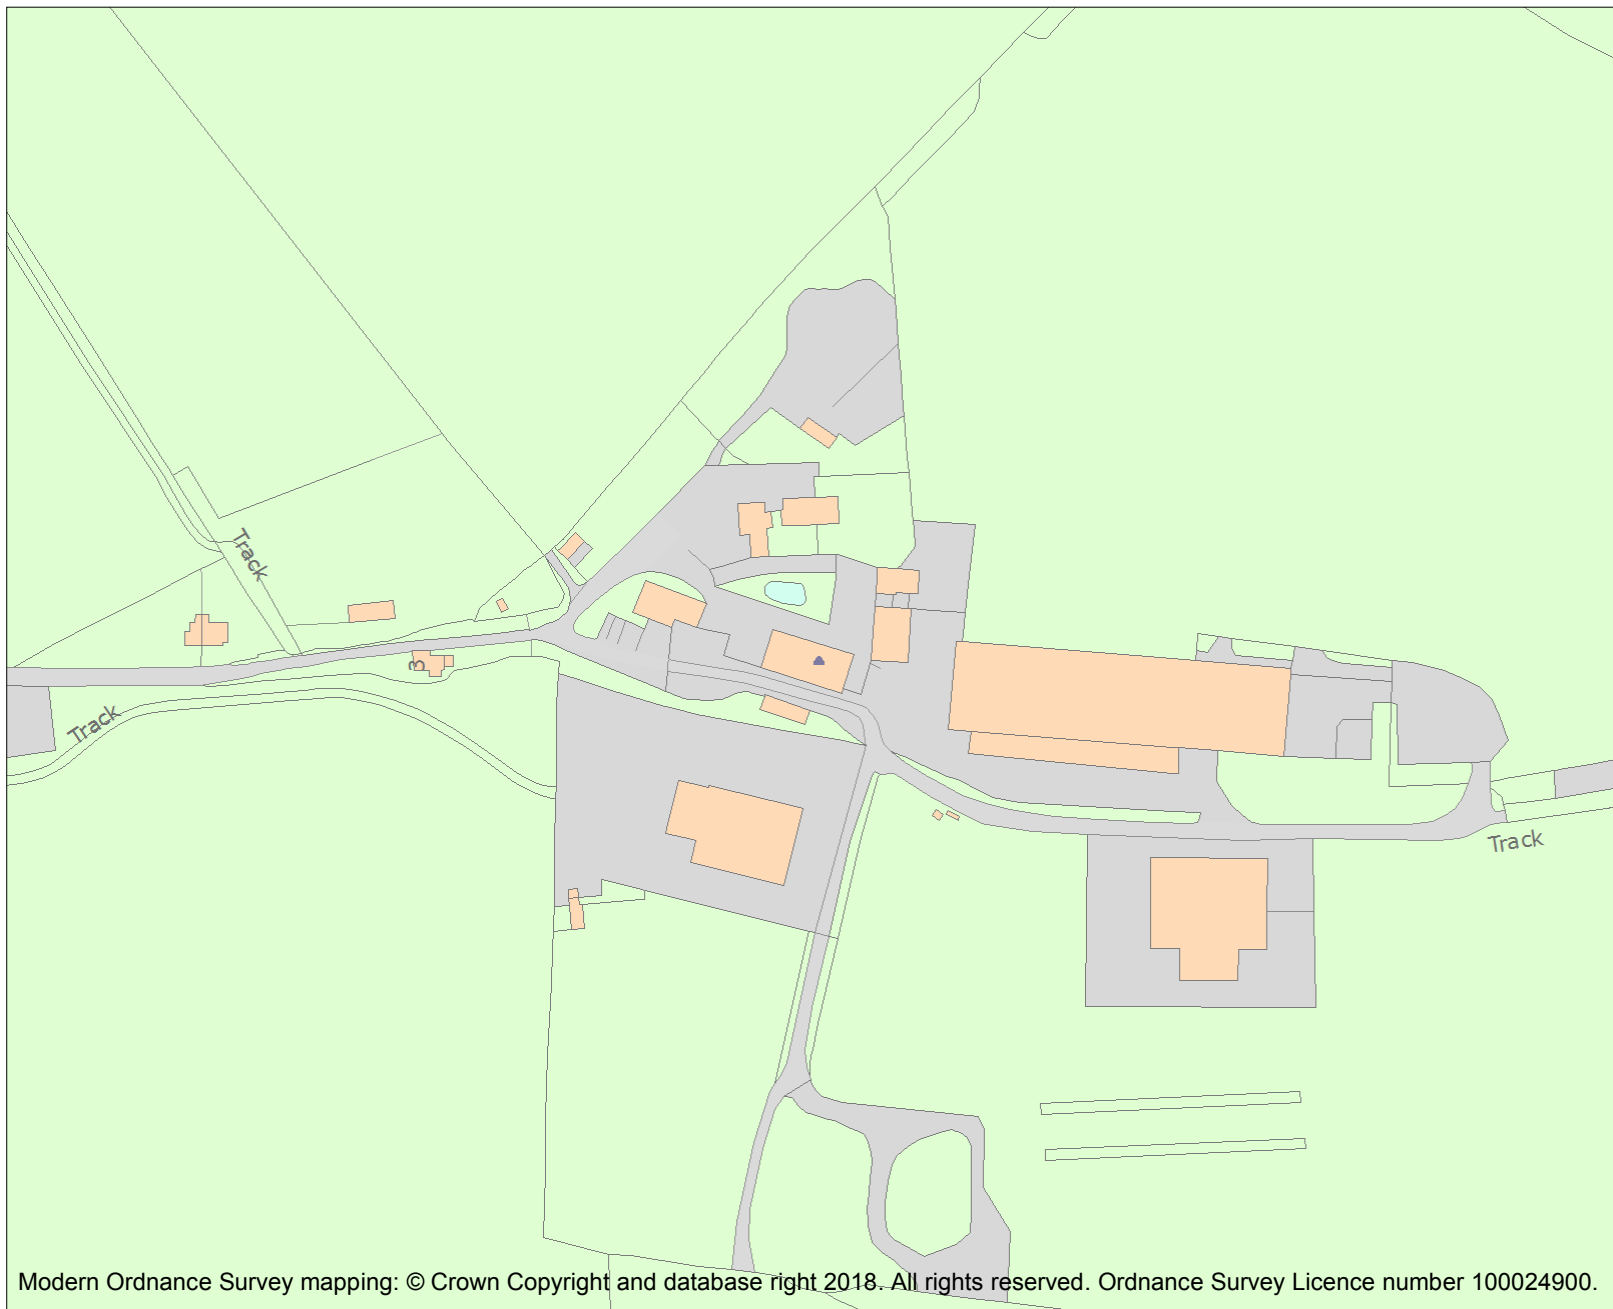 Track
3
Track
Track
Modern Ordnance Survey mapping: © Crown Copyright and database right 2018. All rights reserved. Ordnance Survey Licence number 100024900.